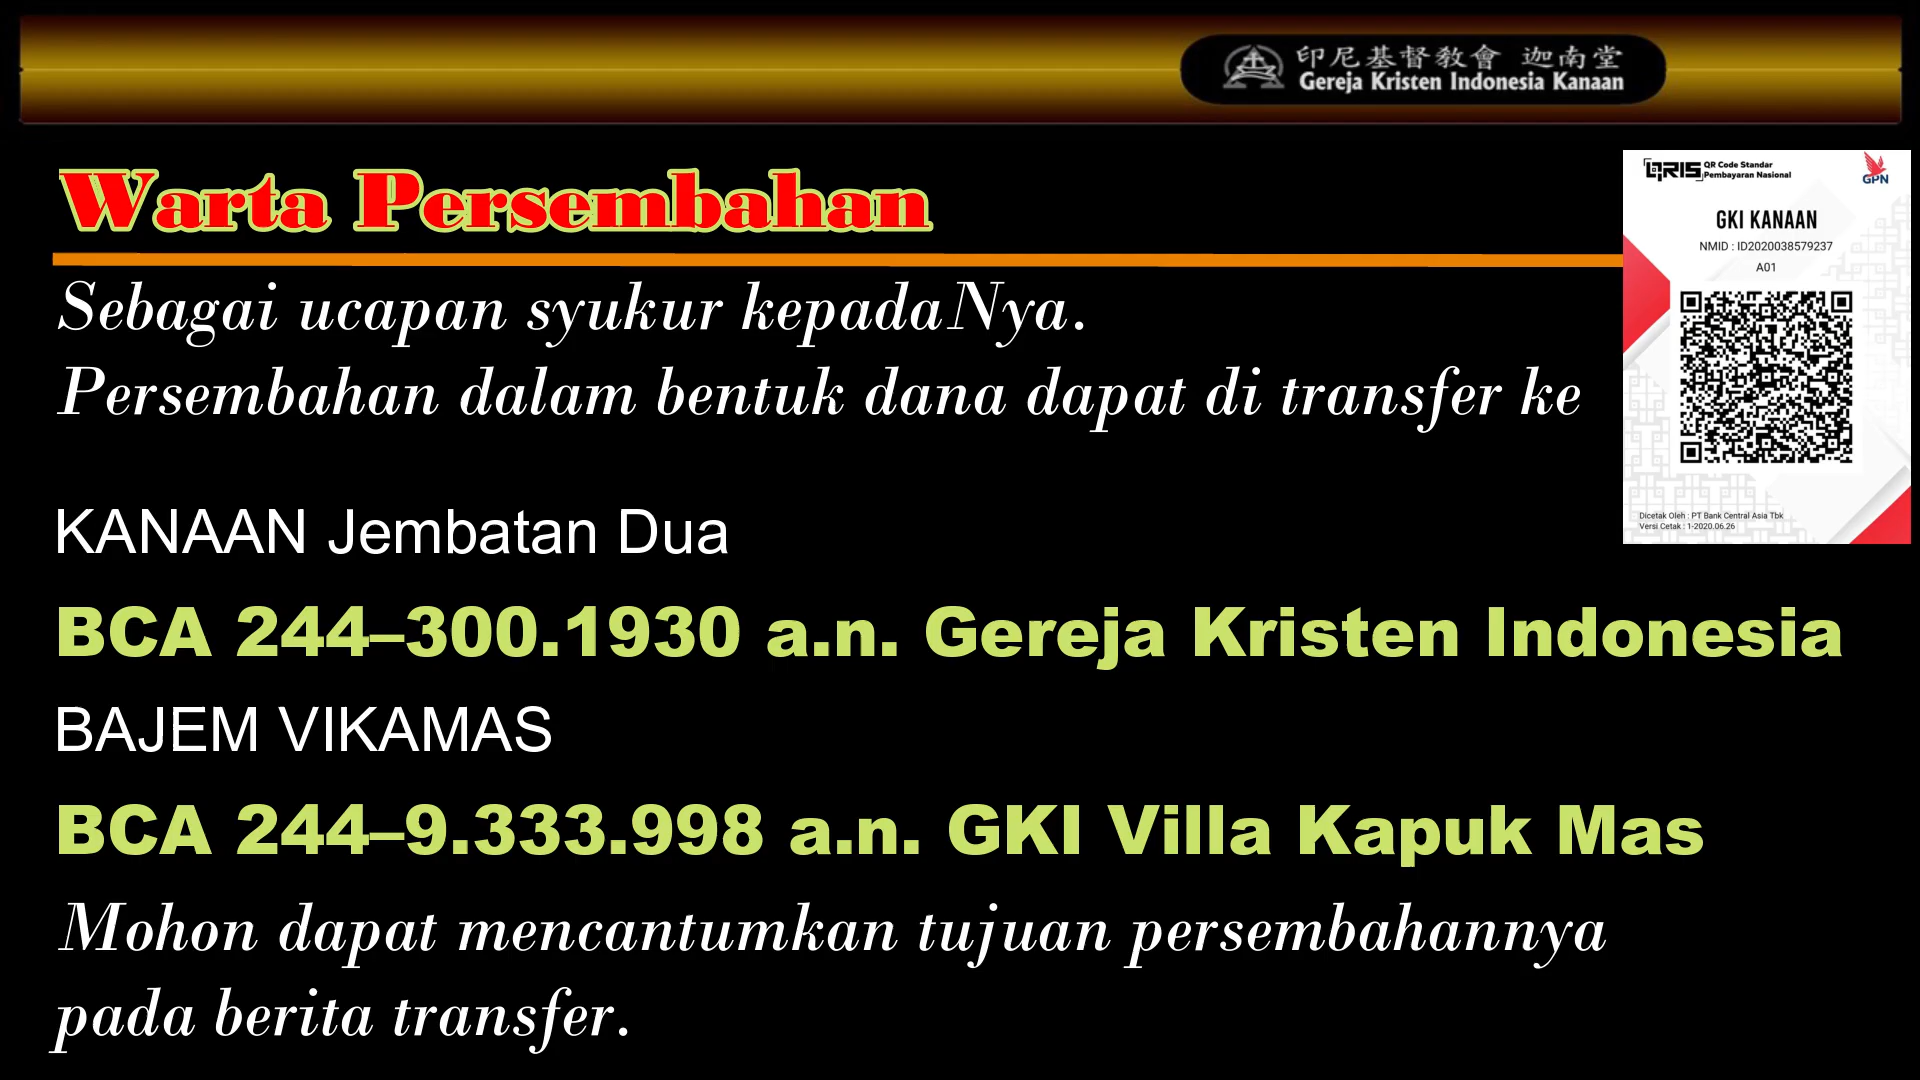 印尼基督教會 迦南堂
Gereja Kristen Indonesia Kanaan
Warta Persembahan
Sebagai ucapan syukur kepadaNya.
Persembahan dalam bentuk dana dapat di transfer ke
KANAAN Jembatan Dua
BCA 244–300.1930 a.n. Gereja Kristen Indonesia
BAJEM VIKAMAS
BCA 244–9.333.998 a.n. GKI Villa Kapuk Mas
Mohon dapat mencantumkan tujuan persembahannya
pada berita transfer.
QRIS QR Code Standar
Pembayaran Nasional
GPN
GKI KANAAN
NMID : ID2020038579237
A01
Dicetak Oleh : PT Bank Central Asia Tbk
Versi Cetak : 1-2020.06.26